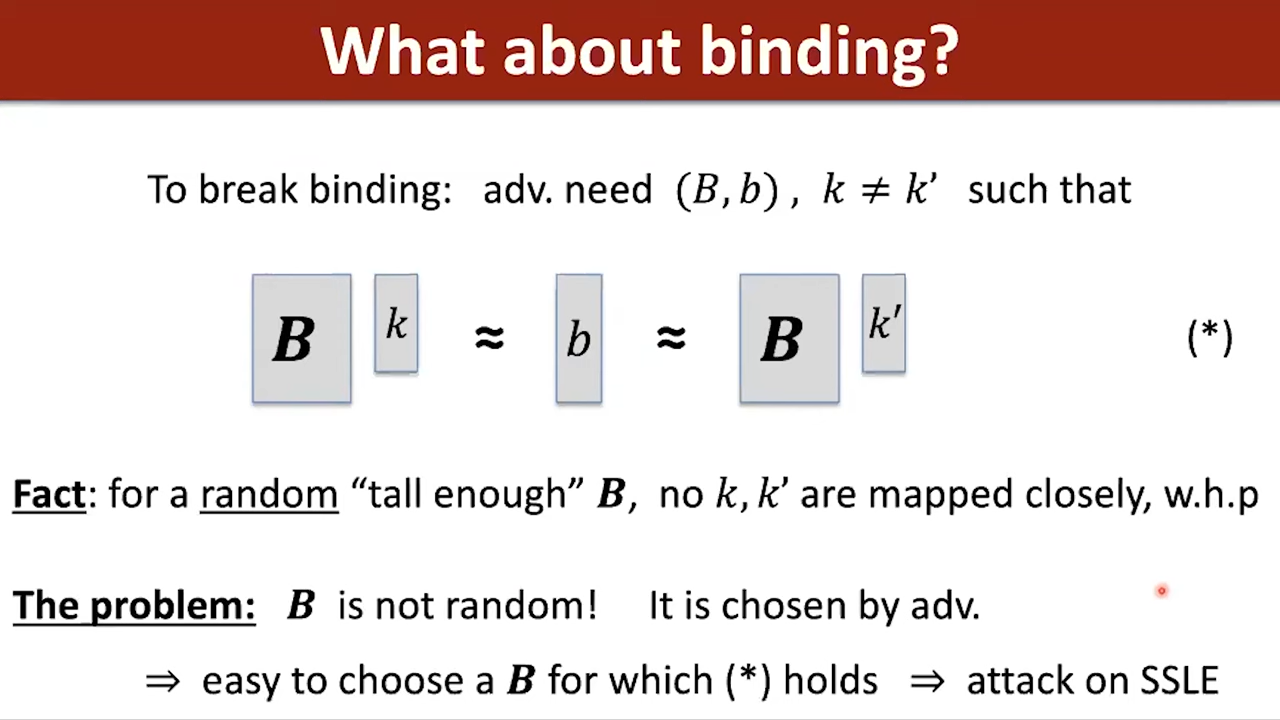 What about binding?
To break binding: adv. need (B, b) , k ≠ k’ such that
B k ≈ b ≈ B k′ (*)
Fact: for a random “tall enough” B, no k, k’ are mapped closely, w.h.p
The problem: B is not random! It is chosen by adv.
⇒ easy to choose a B for which (*) holds ⇒ attack on SSLE